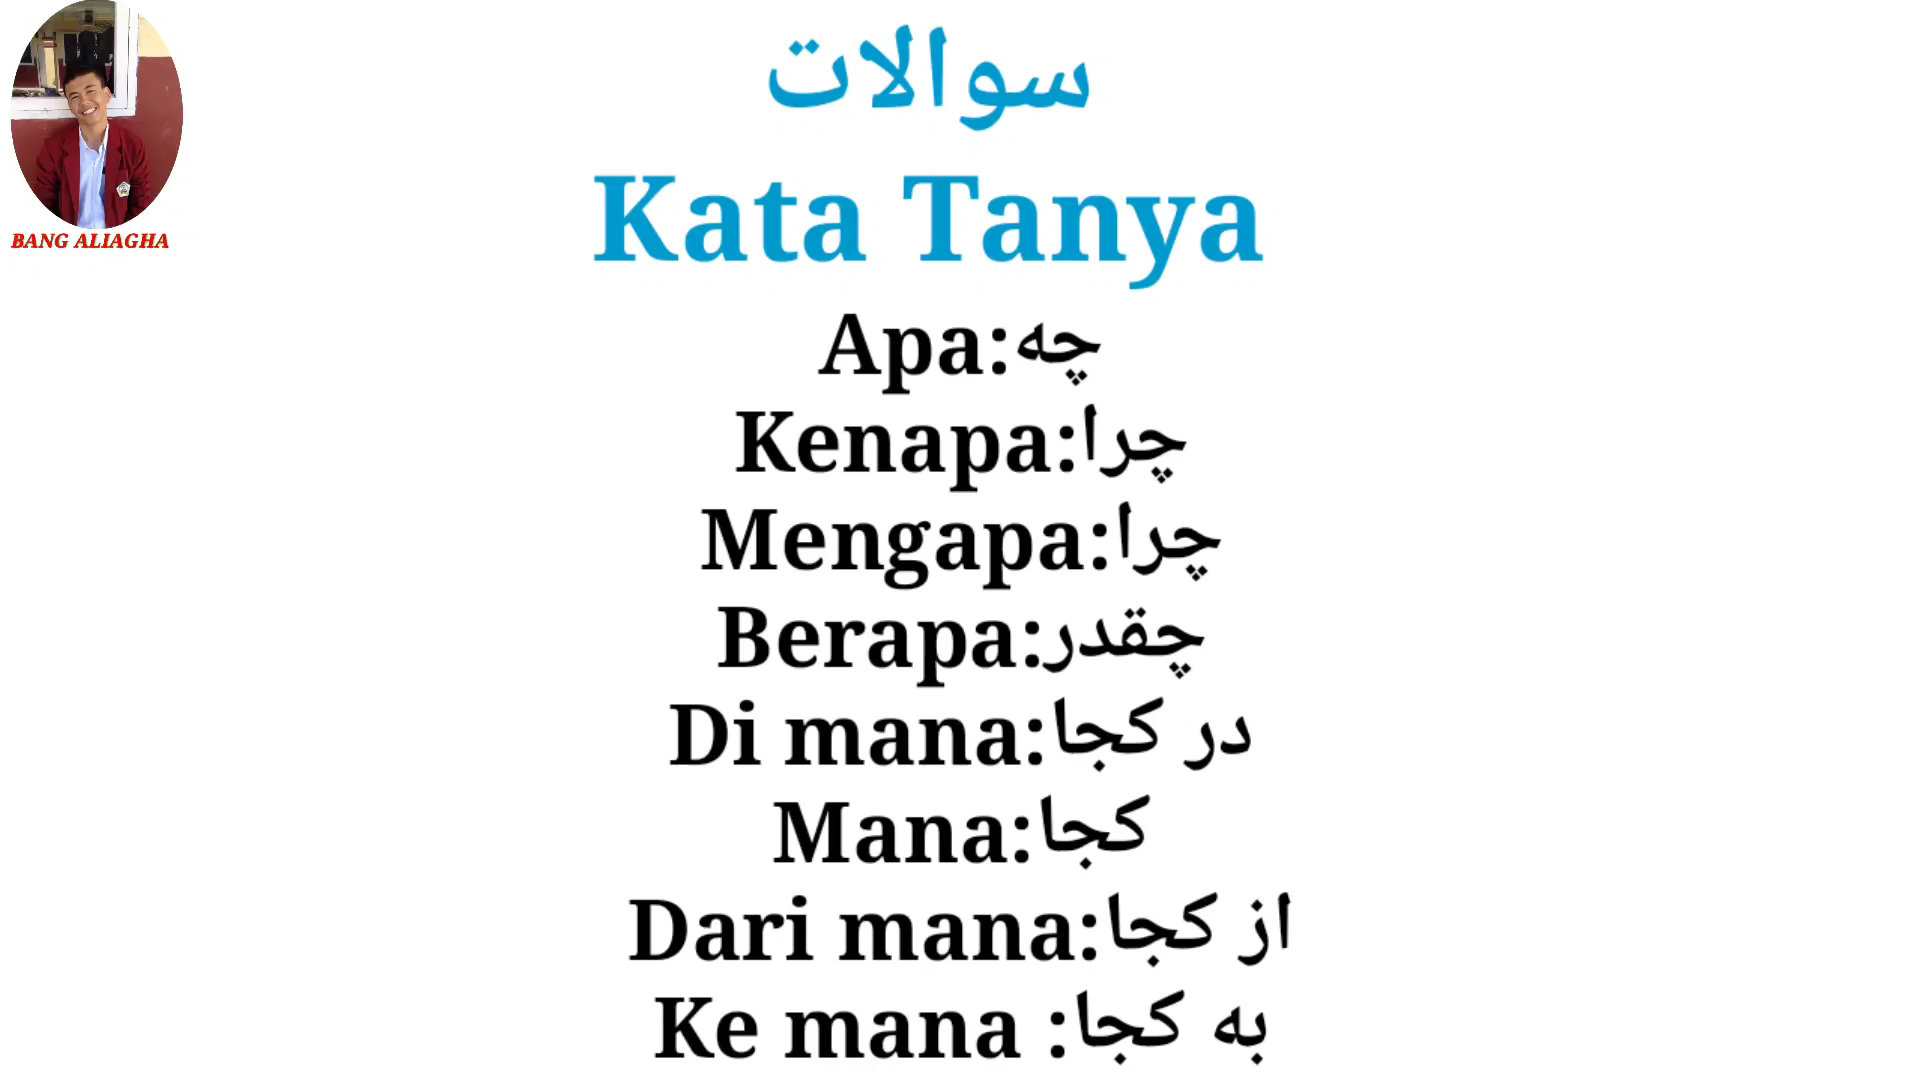 سوالات
Kata Tanya
BANG ALIAGHA
Apa:چه
Kenapa:چرا
Mengapa:چرا
Berapa:چقدر
Di mana:در کجا
Mana:کجا
Dari mana:از کجا
Ke mana :به کجا